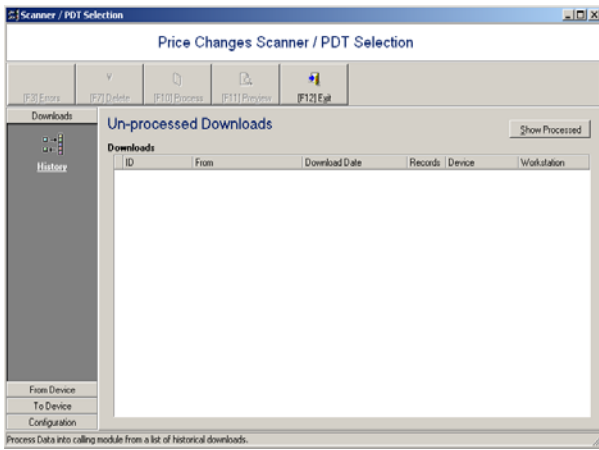 Scanner / PDT Selection
Price Changes Scanner / PDT Selection
[F3] Errors [F7] Delete [F10] Process [F11] Preview [F12] Exit
Downloads
History
Un-processed Downloads
Show Processed
Downloads
ID From Download Date Records Device Workstation
From Device
To Device
Configuration
Process Data into calling module from a list of historical downloads.